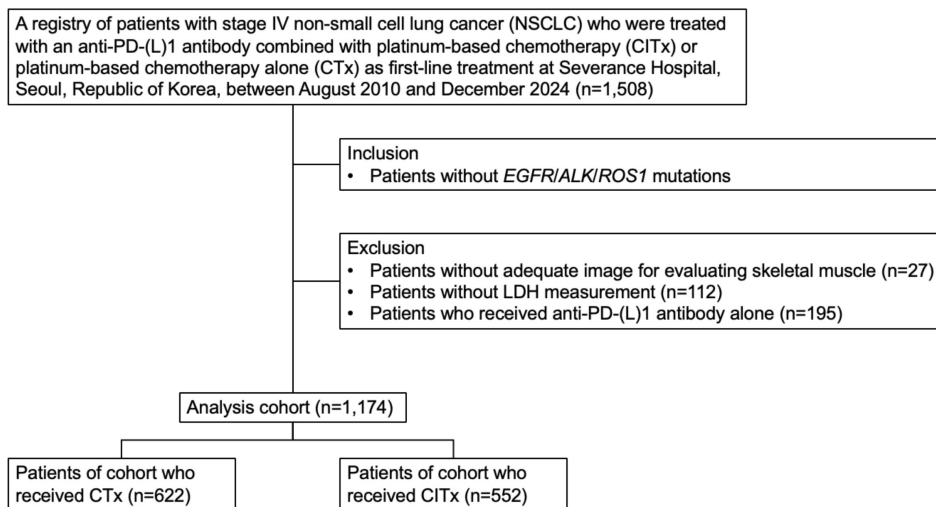 A registry of patients with stage IV non-small cell lung cancer (NSCLC) who were treated
with an anti-PD-(L)1 antibody combined with platinum-based chemotherapy (CITx) or
platinum-based chemotherapy alone (CTx) as first-line treatment at Severance Hospital,
Seoul, Republic of Korea, between August 2010 and December 2024 (n=1,508)
Inclusion
• Patients without EGFR/ALK/ROS1 mutations
Exclusion
• Patients without adequate image for evaluating skeletal muscle (n=27)
• Patients without LDH measurement (n=112)
• Patients who received anti-PD-(L)1 antibody alone (n=195)
Analysis cohort (n=1,174)
Patients of cohort who
received CTx (n=622)
Patients of cohort who
received CITx (n=552)